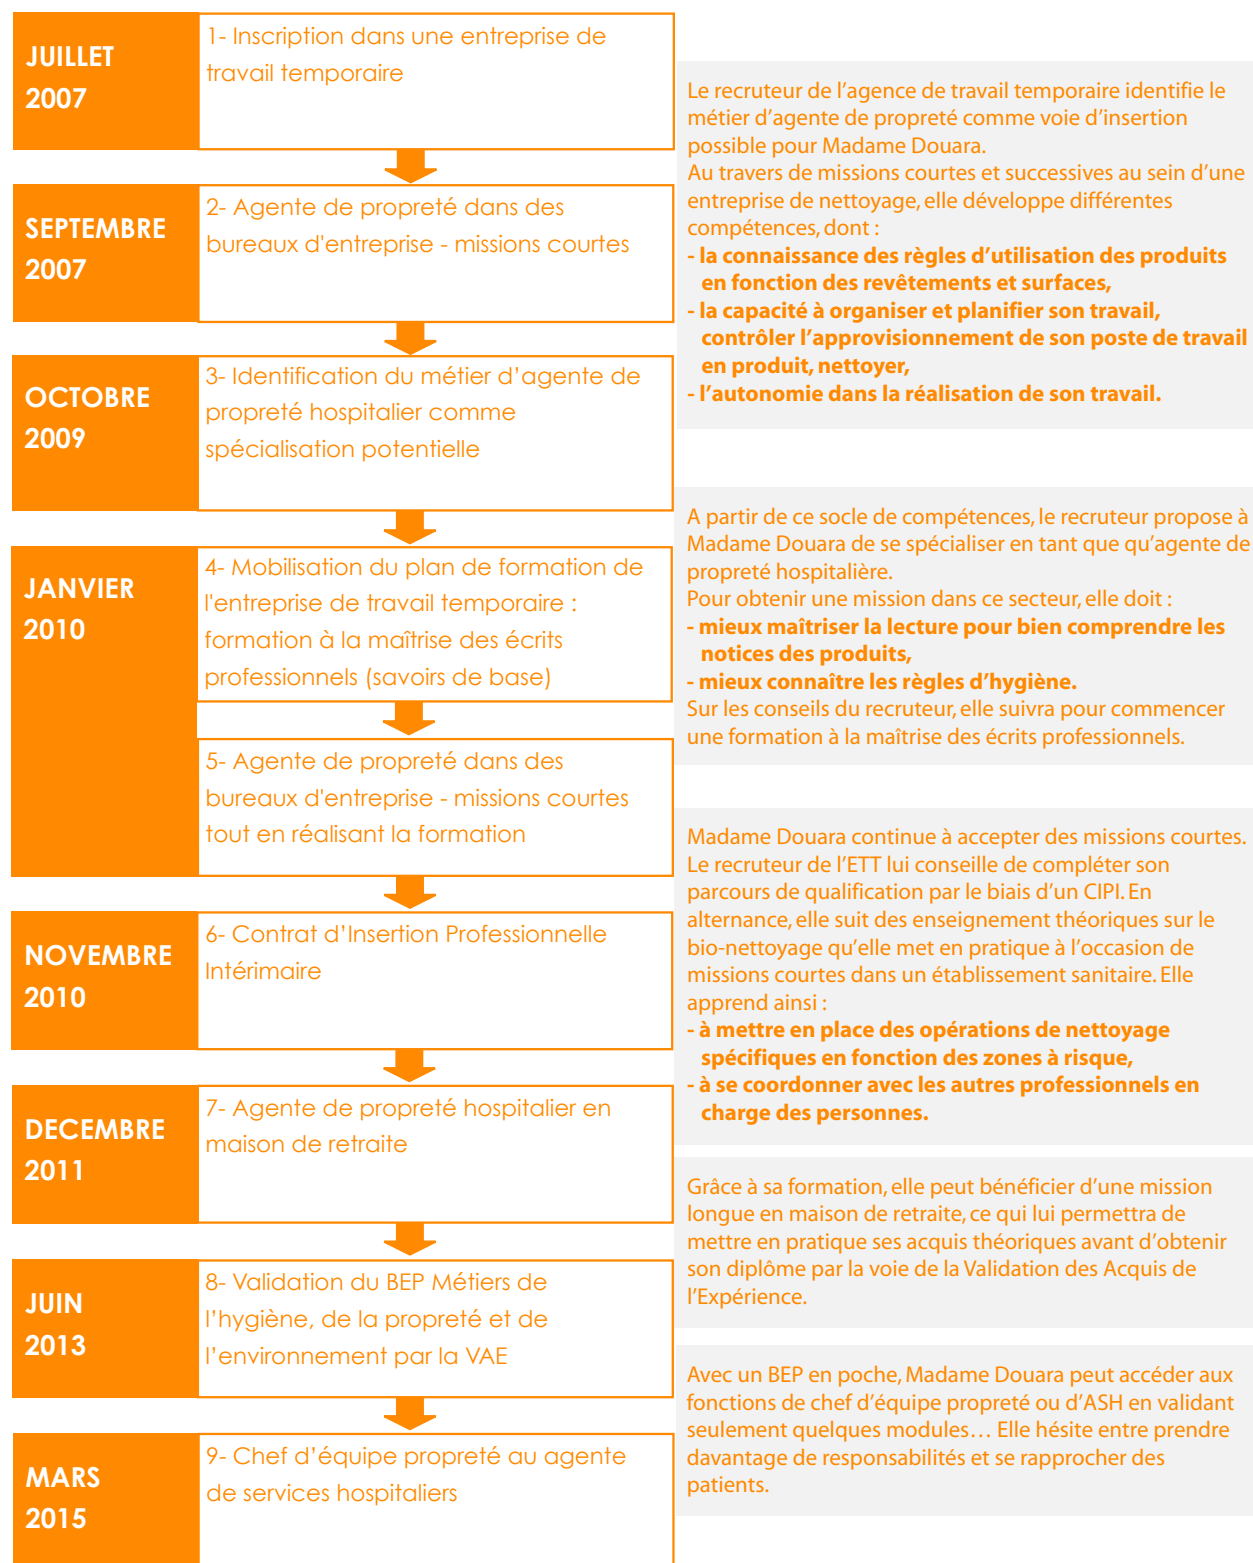 JUILLET
2007
1- Inscription dans une entreprise de
travail temporaire
SEPTEMBRE
2007
2- Agente de propreté dans des
bureaux d'entreprise - missions courtes
OCTOBRE
2009
3- Identification du métier d’agente de
propreté hospitalier comme
spécialisation potentielle
JANVIER
2010
4- Mobilisation du plan de formation de
l'entreprise de travail temporaire :
formation à la maîtrise des écrits
professionnels (savoirs de base)
5- Agente de propreté dans des
bureaux d'entreprise - missions courtes
tout en réalisant la formation
NOVEMBRE
2010
6- Contrat d’Insertion Professionnelle
Intérimaire
DECEMBRE
2011
7- Agente de propreté hospitalier en
maison de retraite
JUIN
2013
8- Validation du BEP Métiers de
l’hygiène, de la propreté et de
l’environnement par la VAE
MARS
2015
9- Chef d’équipe propreté au agente
de services hospitaliers
Le recruteur de l’agence de travail temporaire identifie le
métier d’agente de propreté comme voie d’insertion
possible pour Madame Douara.
Au travers de missions courtes et successives au sein d’une
entreprise de nettoyage, elle développe différentes
compétences, dont :
- la connaissance des règles d’utilisation des produits
en fonction des revêtements et surfaces,
- la capacité à organiser et planifier son travail,
contrôler l’approvisionnement de son poste de travail
en produit, nettoyer,
- l’autonomie dans la réalisation de son travail.
A partir de ce socle de compétences, le recruteur propose à
Madame Douara de se spécialiser en tant que qu’agente de
propreté hospitalière.
Pour obtenir une mission dans ce secteur, elle doit :
- mieux maîtriser la lecture pour bien comprendre les
notices des produits,
- mieux connaître les règles d’hygiène.
Sur les conseils du recruteur, elle suivra pour commencer
une formation à la maîtrise des écrits professionnels.
Madame Douara continue à accepter des missions courtes.
Le recruteur de l’ETT lui conseille de compléter son
parcours de qualification par le biais d’un CIPI. En
alternance, elle suit des enseignement théoriques sur le
bio-nettoyage qu’elle met en pratique à l’occasion de
missions courtes dans un établissement sanitaire. Elle
apprend ainsi :
- à mettre en place des opérations de nettoyage
spécifiques en fonction des zones à risque,
- à se coordonner avec les autres professionnels en
charge des personnes.
Grâce à sa formation, elle peut bénéficier d’une mission
longue en maison de retraite, ce qui lui permettra de
mettre en pratique ses acquis théoriques avant d’obtenir
son diplôme par la voie de la Validation des Acquis de
l’Expérience.
Avec un BEP en poche, Madame Douara peut accéder aux
fonctions de chef d’équipe propreté ou d’ASH en validant
seulement quelques modules… Elle hésite entre prendre
davantage de responsabilités et se rapprocher des
patients.